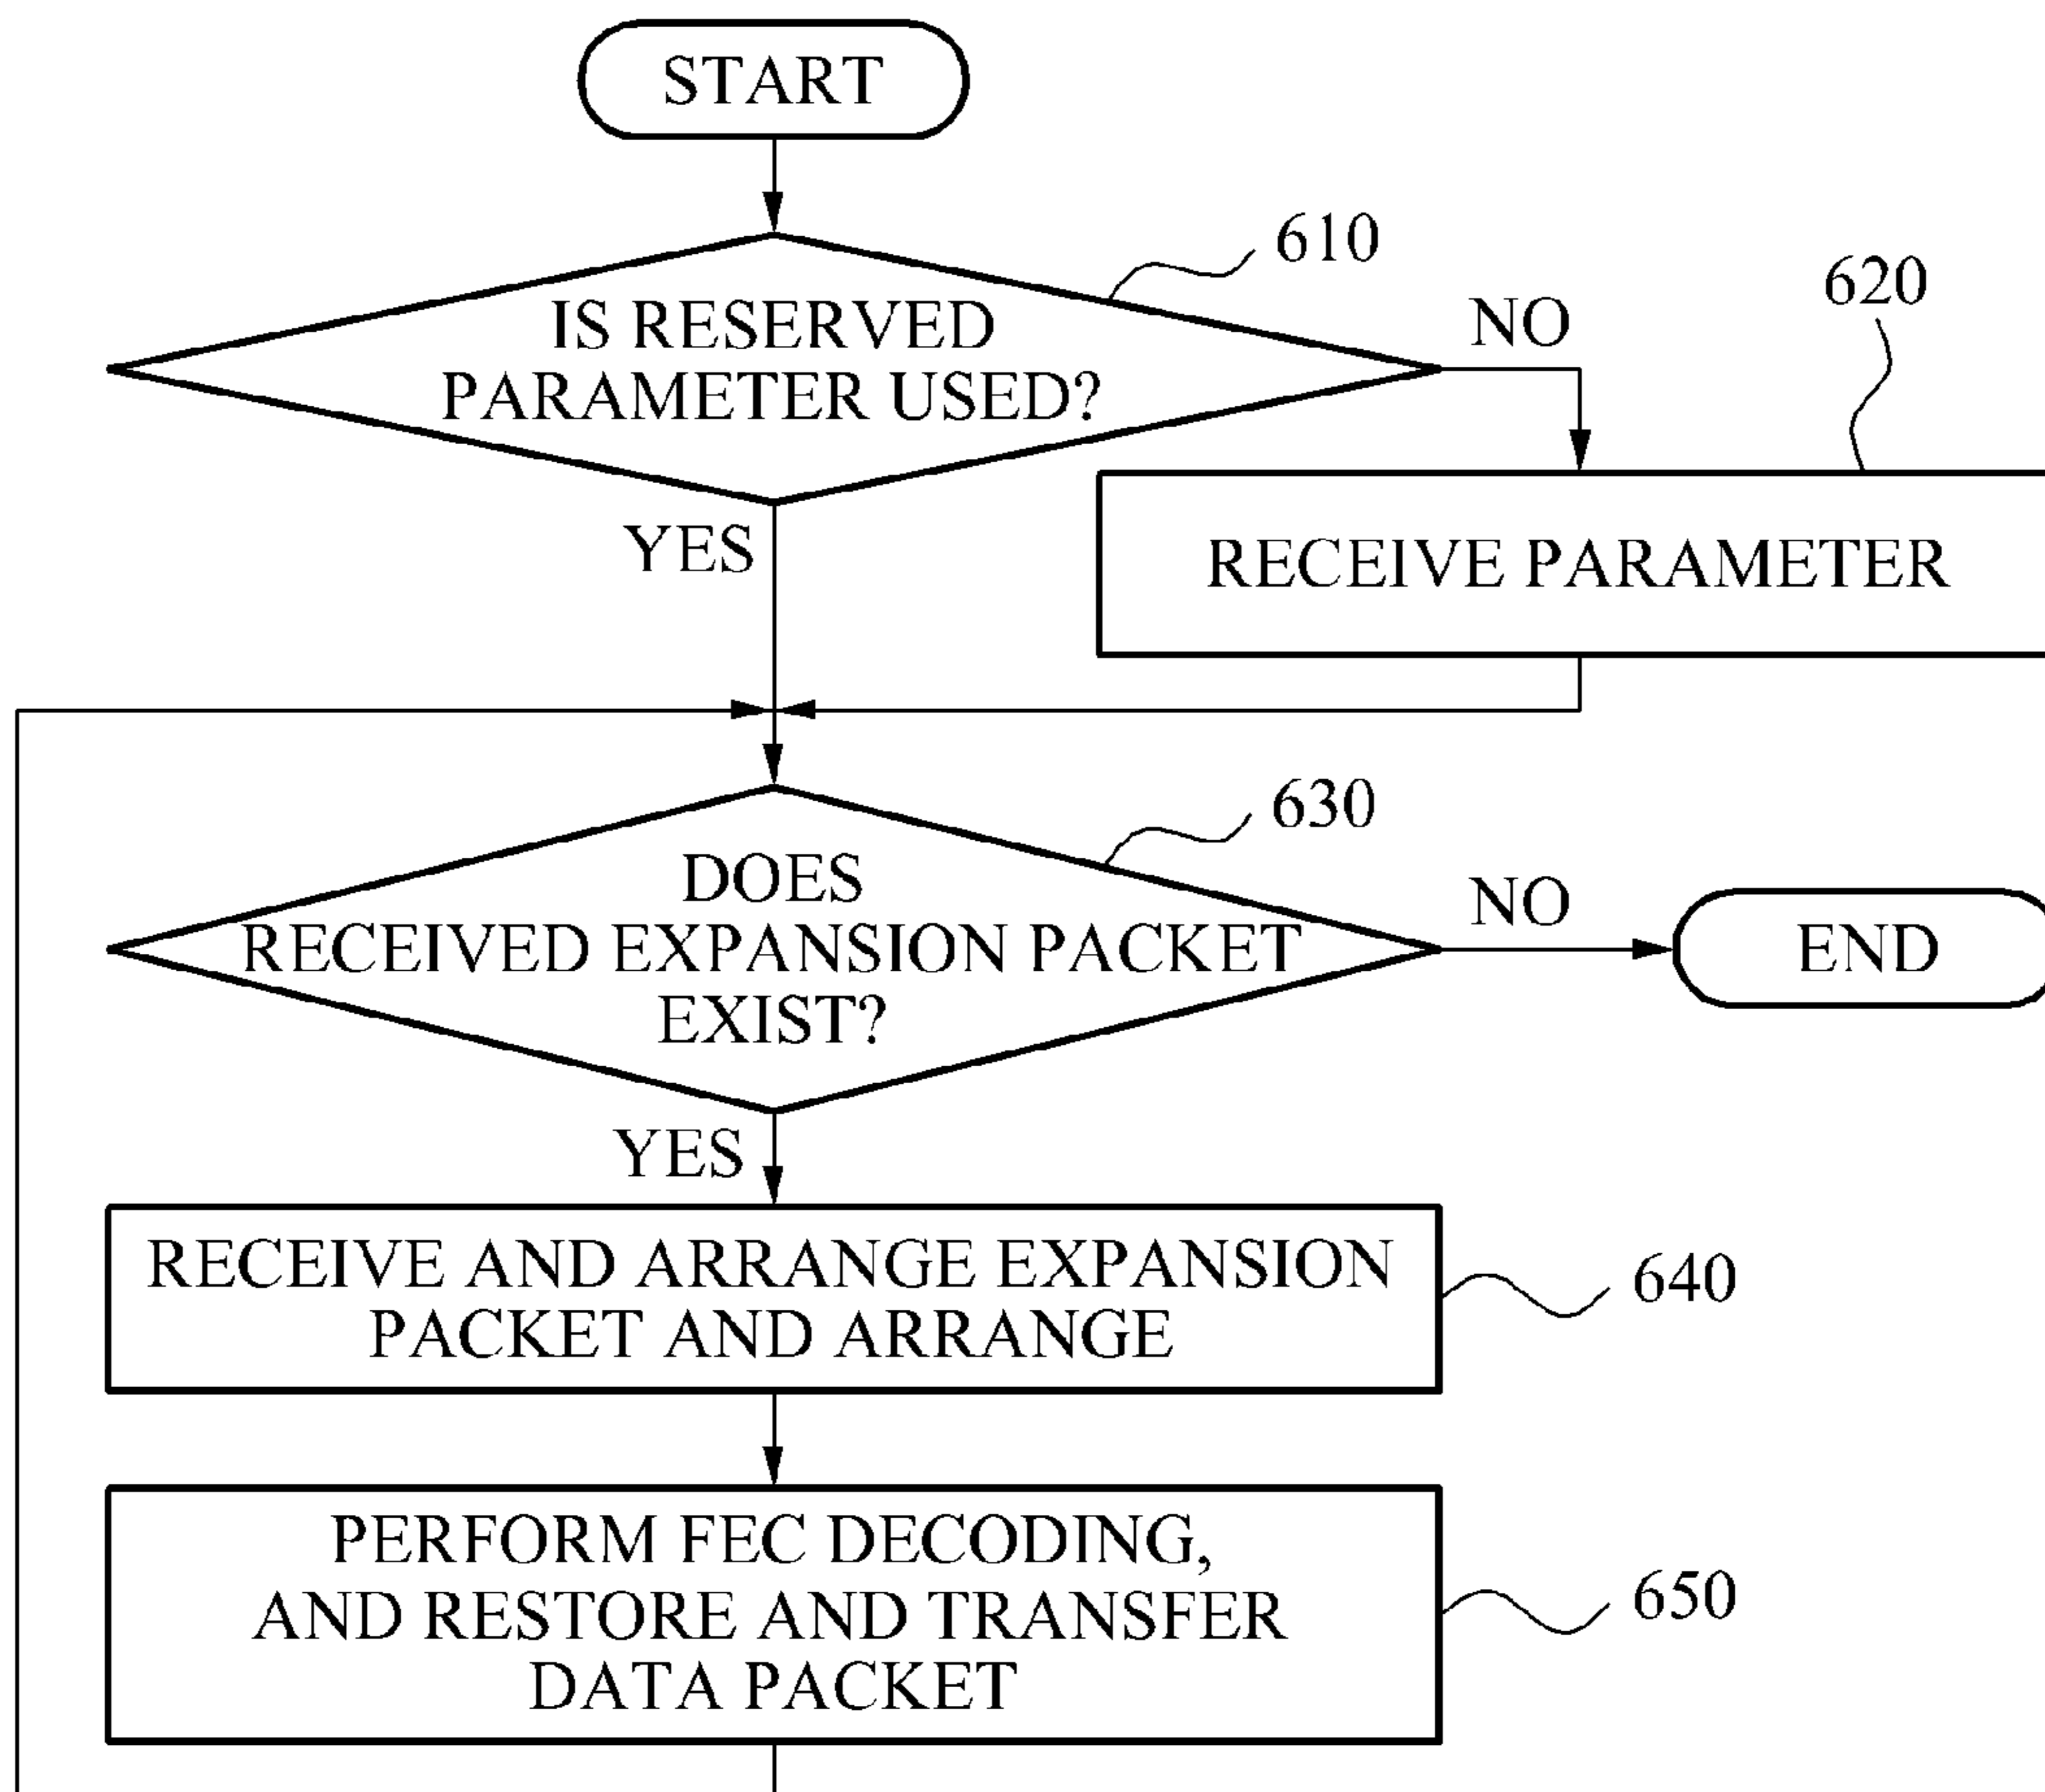 START
610
IS RESERVED
PARAMETER USED?
NO
620
YES
RECEIVE PARAMETER
630
DOES
RECEIVED EXPANSION PACKET
EXIST?
NO
END
YES
RECEIVE AND ARRANGE EXPANSION
PACKET AND ARRANGE
640
PERFORM FEC DECODING,
AND RESTORE AND TRANSFER
DATA PACKET
650